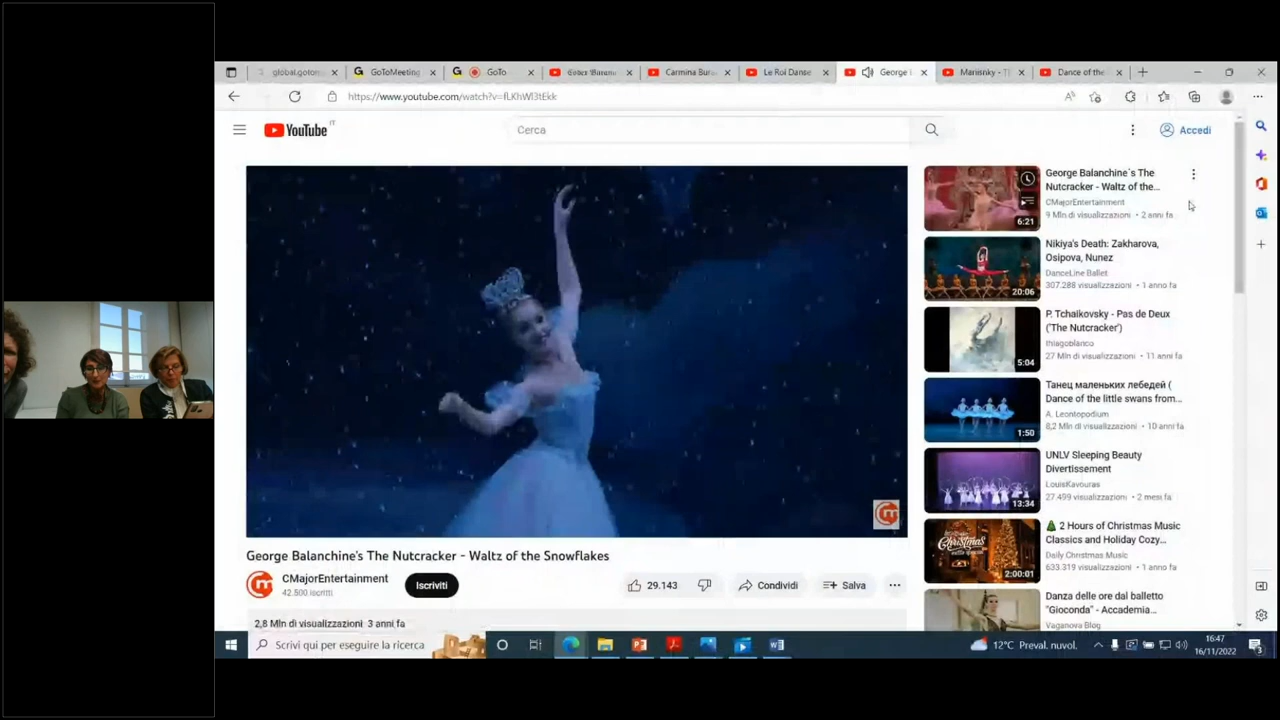 global.gotom
GoToMeeting
GoTo
Carmina Bura
Le Roi Danse
George
Mariisnky - T
Dance of the
https://www.youtube.com/watch?v=fLKhWl3tEkk
YouTube
IT
Cerca
Accedi
George Balanchine's The Nutcracker - Waltz of the Snowflakes
CMajorEntertainment
42.500 iscritti
Iscriviti
29.143
Condividi
Salva
2,8 Mln di visualizzazioni 3 anni fa
George Balanchine´s The
Nutcracker - Waltz of the...
CMajorEntertainment
9 Mln di visualizzazioni • 2 anni fa
6:21
Nikiya's Death: Zakharova,
Osipova, Nunez
DanceLine Ballet
307.288 visualizzazioni • 1 anno fa
20:06
P. Tchaikovsky - Pas de Deux
('The Nutcracker')
thiagoblanco
27 Mln di visualizzazioni • 11 anni fa
5:04
Танец маленьких лебедей (
Dance of the little swans from...
A. Leontopodium
8,2 Mln di visualizzazioni • 10 anni fa
1:50
UNLV Sleeping Beauty
Divertissement
LouisKavouras
27.499 visualizzazioni • 2 mesi fa
13:34
🎄 2 Hours of Christmas Music
Classics and Holiday Cozy...
Daily Christmas Music
633.319 visualizzazioni • 1 anno fa
Christmas
2:00:01
Danza delle ore dal balletto
"Gioconda" - Accademia...
Vaganova Blog
Scrivi qui per eseguire la ricerca
12°C Preval. nuvol.
16:47
16/11/2022